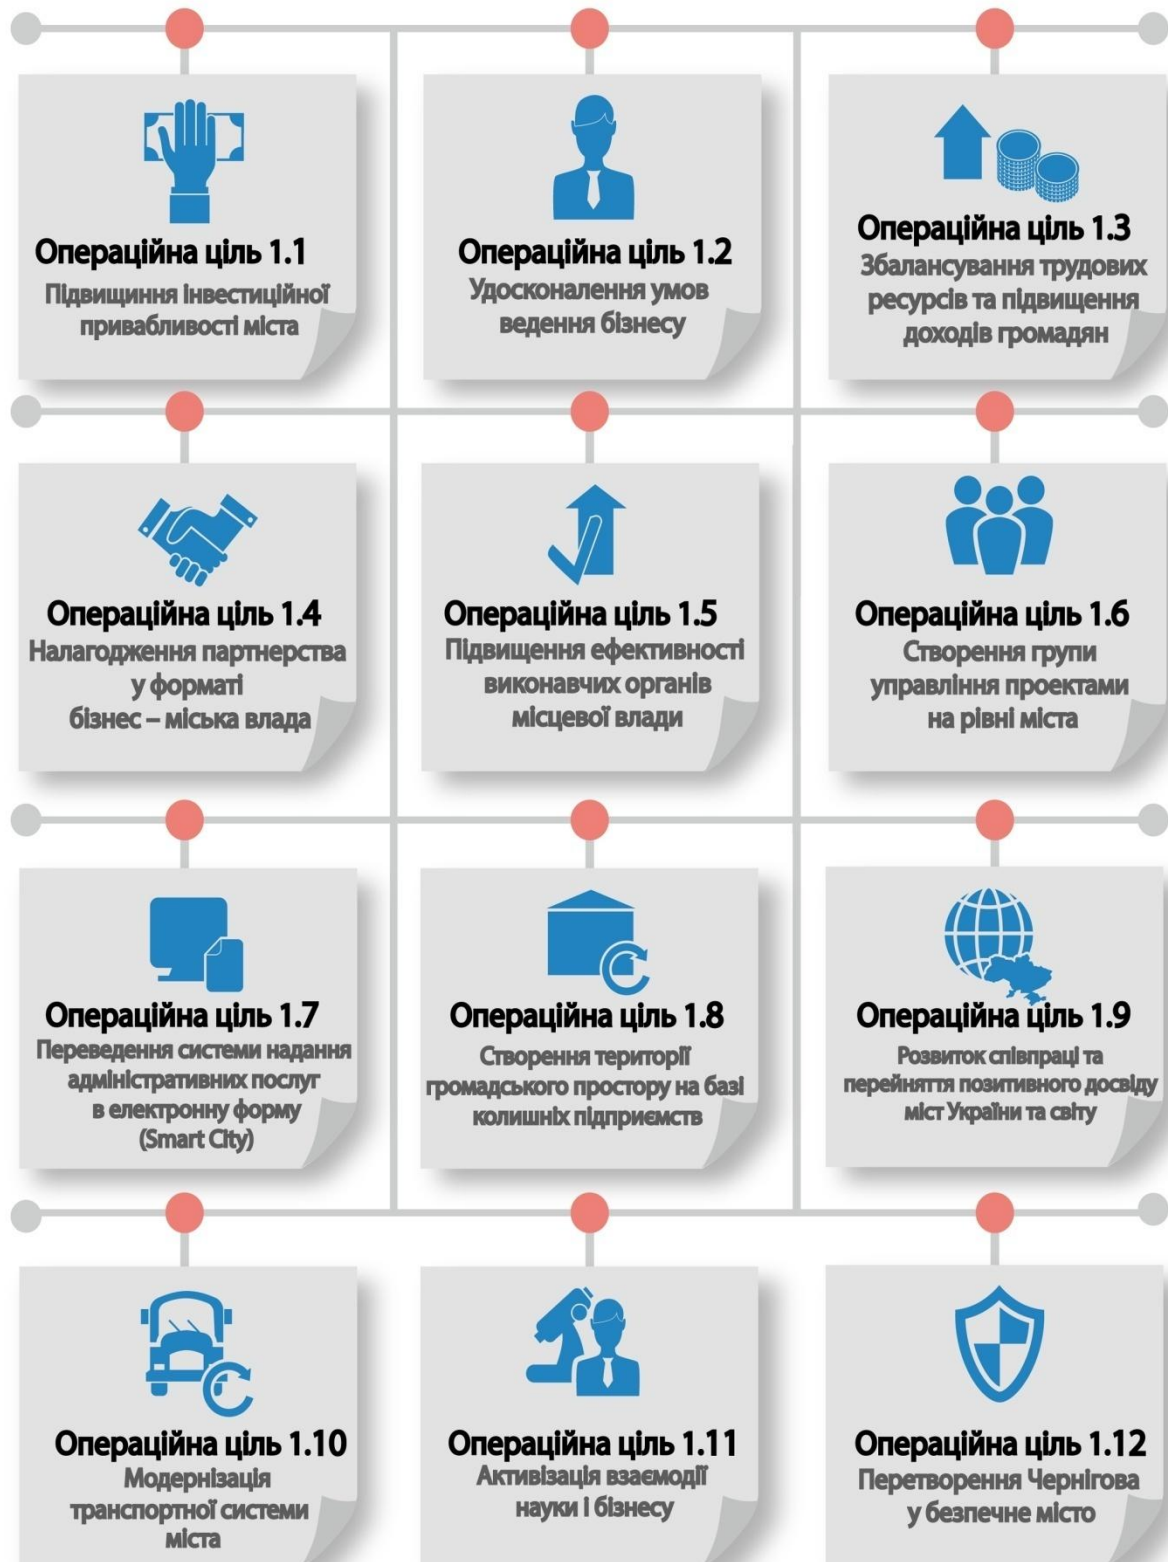 Операційна ціль 1.1
Підвищиння інвестиційної
привабливості міста
Операційна ціль 1.2
Удосконалення умов
ведення бізнесу
Операційна ціль 1.3
Збалансування трудових
ресурсів та підвищення
доходів громадян
Операційна ціль 1.4
Налагодження партнерства
у форматі
бізнес – міська влада
Операційна ціль 1.5
Підвищення ефективності
виконавчих органів
місцевої влади
Операційна ціль 1.6
Створення групи
управління проектами
на рівні міста
Операційна ціль 1.7
Переведення системи надання
адміністративних послуг
в електронну форму
(Smart City)
Операційна ціль 1.8
Створення території
громадського простору на базі
колишніх підприємств
Операційна ціль 1.9
Розвиток співпраці та
перейняття позитивного досвіду
міст України та світу
Операційна ціль 1.10
Модернізація
транспортної системи
міста
Операційна ціль 1.11
Активізація взаємодії
науки і бізнесу
Операційна ціль 1.12
Перетворення Чернігова
у безпечне місто